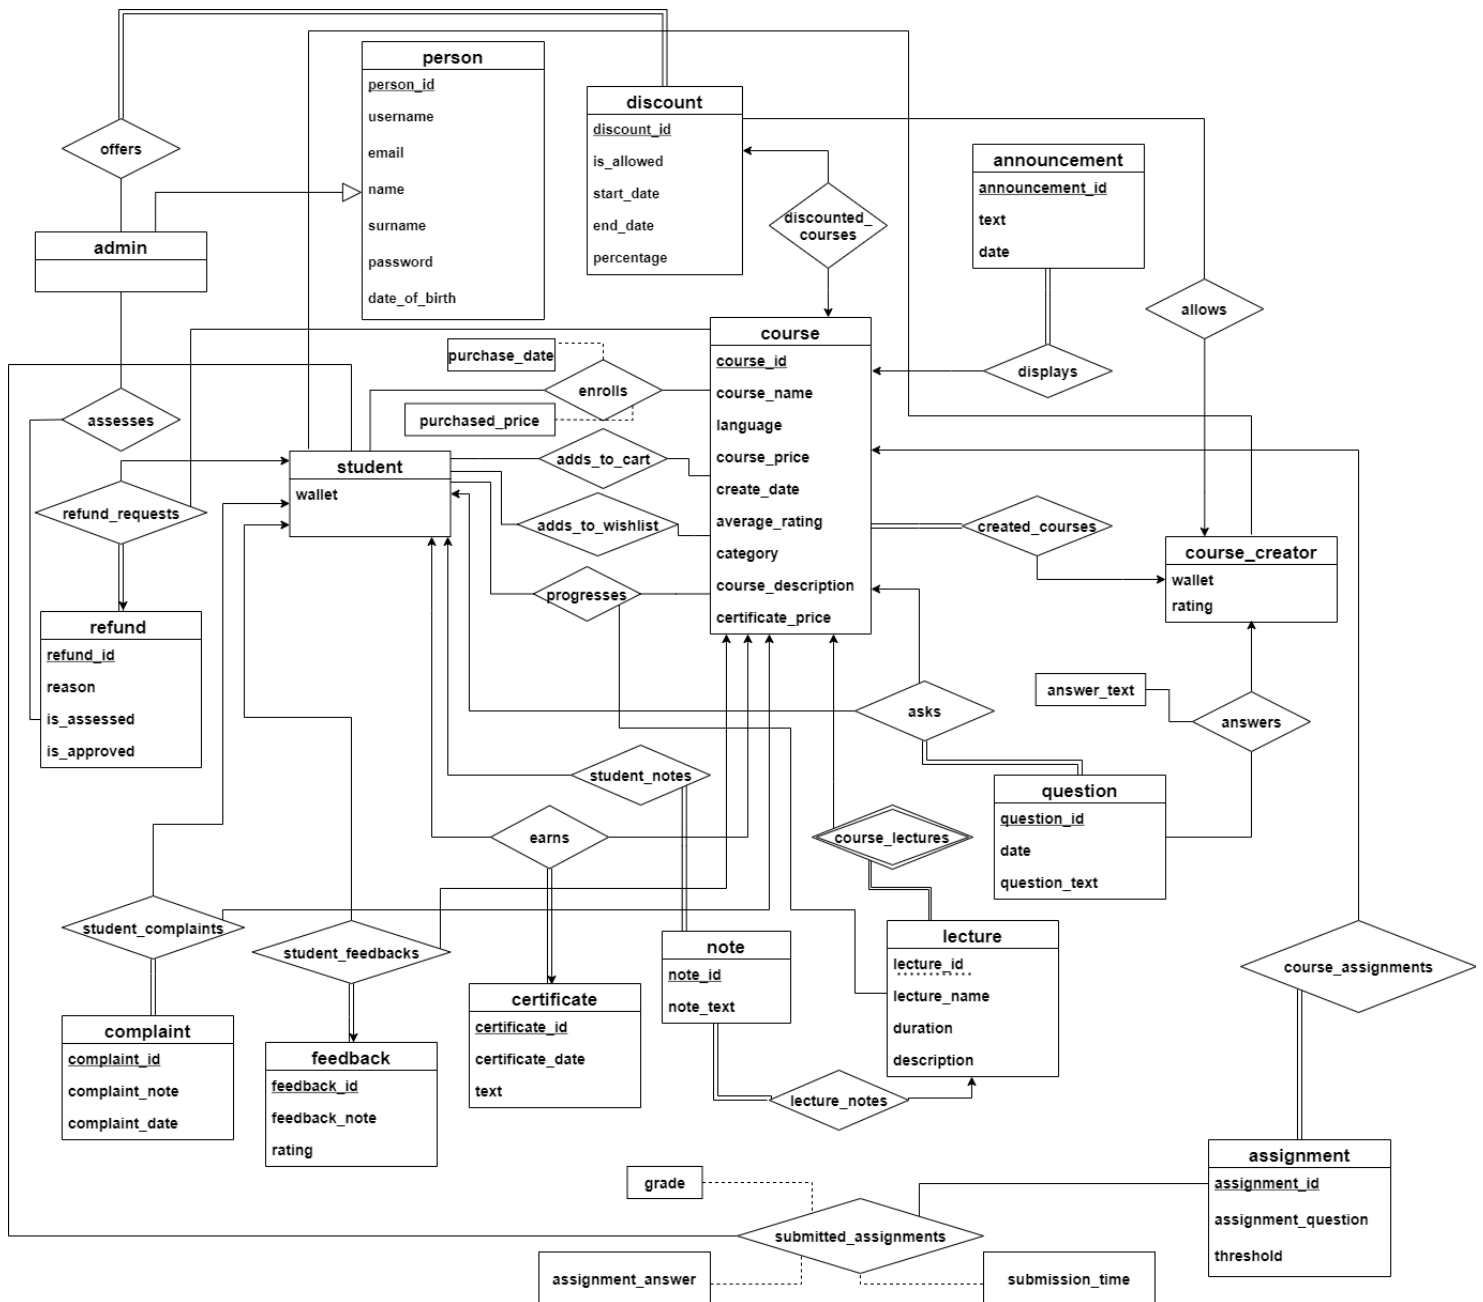 person
person_id
username
email
name
surname
password
date_of_birth
discount
discount_id
is_allowed
start_date
end_date
percentage
offers
admin
announcement
announcement_id
text
date
discounted_
courses
allows
displays
course
course_id
course_name
language
course_price
create_date
average_rating
category
course_description
certificate_price
purchase_date
enrolls
purchased_price
assesses
student
wallet
adds_to_cart
adds_to_wishlist
progresses
refund_requests
created_courses
course_creator
wallet
rating
refund
refund_id
reason
is_assessed
is_approved
answer_text
answers
asks
question
question_id
date
question_text
student_notes
earns
course_lectures
student_complaints
student_feedbacks
note
note_id
note_text
lecture
lecture_id
lecture_name
duration
description
course_assignments
certificate
certificate_id
certificate_date
text
complaint
complaint_id
complaint_note
complaint_date
feedback
feedback_id
feedback_note
rating
lecture_notes
assignment
assignment_id
assignment_question
threshold
grade
submitted_assignments
assignment_answer
submission_time